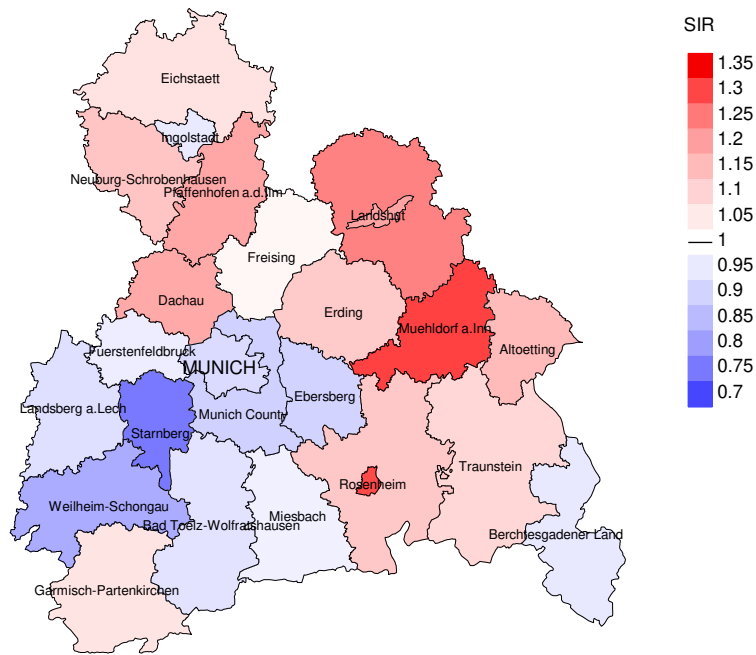 SIR
1.35
1.3
1.25
1.2
1.15
1.1
1.05
1
0.95
0.9
0.85
0.8
0.75
0.7
Eichstaett
Ingolstadt
Neuburg-Schrobenhausen
Pfaffenhofen a.d.Ilm
Landshut
Freising
Dachau
Erding
Muehldorf a.Inn
Altoetting
Fuerstenfeldbruck
MUNICH
Ebersberg
Landsberg a.Lech
Munich County
Starnberg
Traunstein
Rosenheim
Weilheim-Schongau
Miesbach
Bad Toelz-Wolfratshausen
Berchtesgadener Land
Garmisch-Partenkirchen